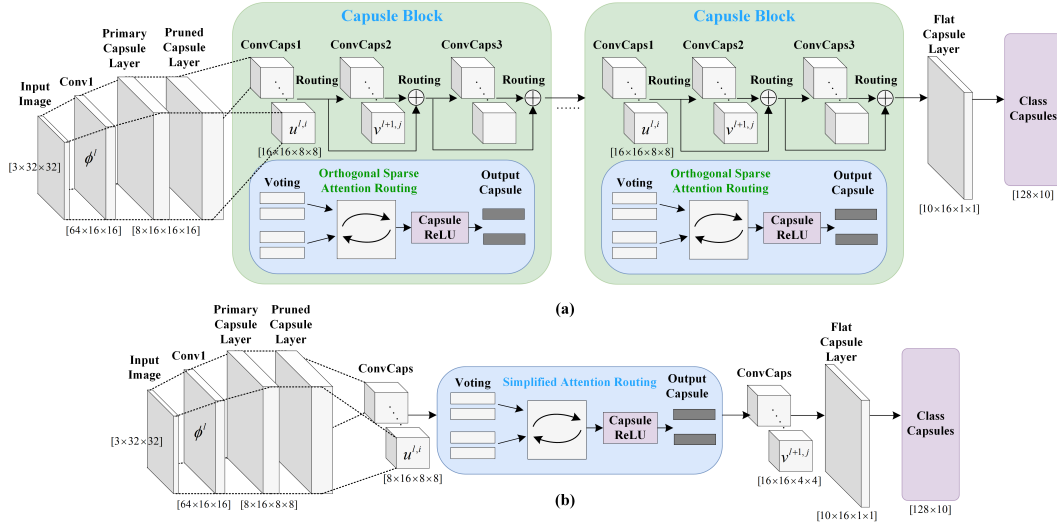 Capusle Block
Capusle Block
Flat
Capsule
Layer
Primary
Capsule
Layer
Pruned
Capsule
Layer
Input
Image
Conv1
ConvCaps1
ConvCaps2
ConvCaps3
ConvCaps1
ConvCaps2
ConvCaps3
Routing
Routing
Routing
Routing
Routing
Routing
......
Class
Capsules
[3×32×32]
ϕ^l
u^{l,i}
v^{l+1,j}
u^{l,i}
v^{l+1,j}
[16×16×8×8]
[16×16×8×8]
[64×16×16]
[8×16×16×16]
[10×16×1×1]
[128×10]
Voting
Orthogonal Sparse
Attention Routing
Output
Capsule
Capsule
ReLU
Voting
Orthogonal Sparse
Attention Routing
Output
Capsule
Capsule
ReLU
(a)
Primary
Capsule
Layer
Pruned
Capsule
Layer
Input
Image
Conv1
ConvCaps
Voting
Simplified Attention Routing
Output
Capsule
Capsule
ReLU
ConvCaps
Flat
Capsule
Layer
Class
Capsules
[3×32×32]
ϕ^l
u^{l,i}
v^{l+1,j}
[64×16×16]
[8×16×8×8]
[8×16×8×8]
[16×16×4×4]
[10×16×1×1]
[128×10]
(b)